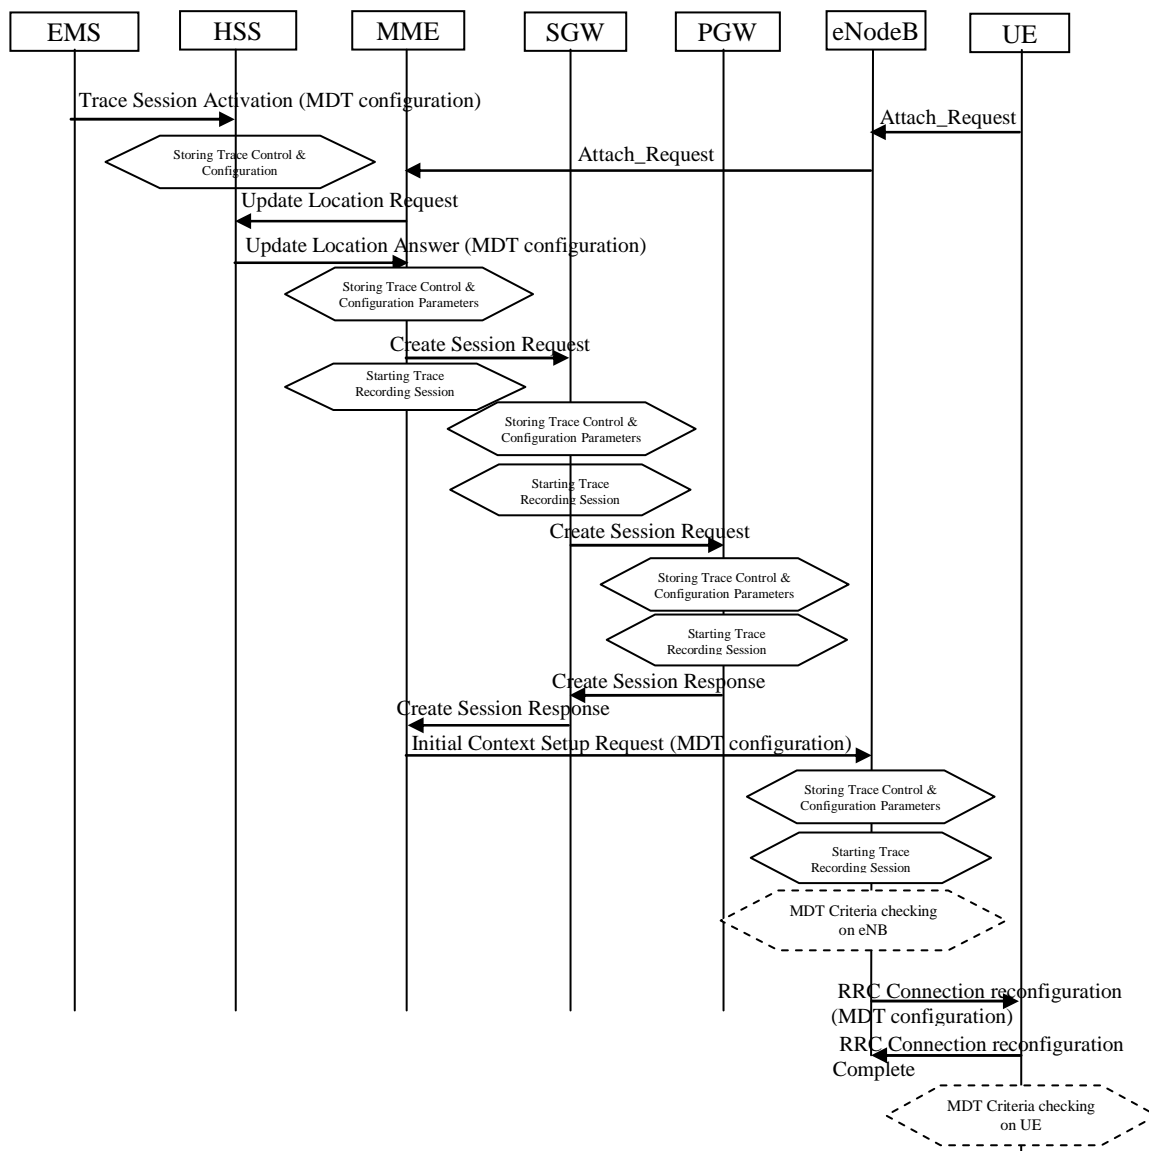 EMS
HSS
MME
SGW
PGW
eNodeB
UE
Trace Session Activation (MDT configuration)
Attach_Request
Storing Trace Control &
Configuration
Attach_Request
Update Location Request
Update Location Answer (MDT configuration)
Storing Trace Control &
Configuration Parameters
Create Session Request
Starting Trace
Recording Session
Storing Trace Control &
Configuration Parameters
Starting Trace
Recording Session
Create Session Request
Storing Trace Control &
Configuration Parameters
Starting Trace
Recording Session
Create Session Response
Create Session Response
Initial Context Setup Request (MDT configuration)
Storing Trace Control &
Configuration Parameters
Starting Trace
Recording Session
MDT Criteria checking
on eNB
RRC Connection reconfiguration
(MDT configuration)
RRC Connection reconfiguration
Complete
MDT Criteria checking
on UE